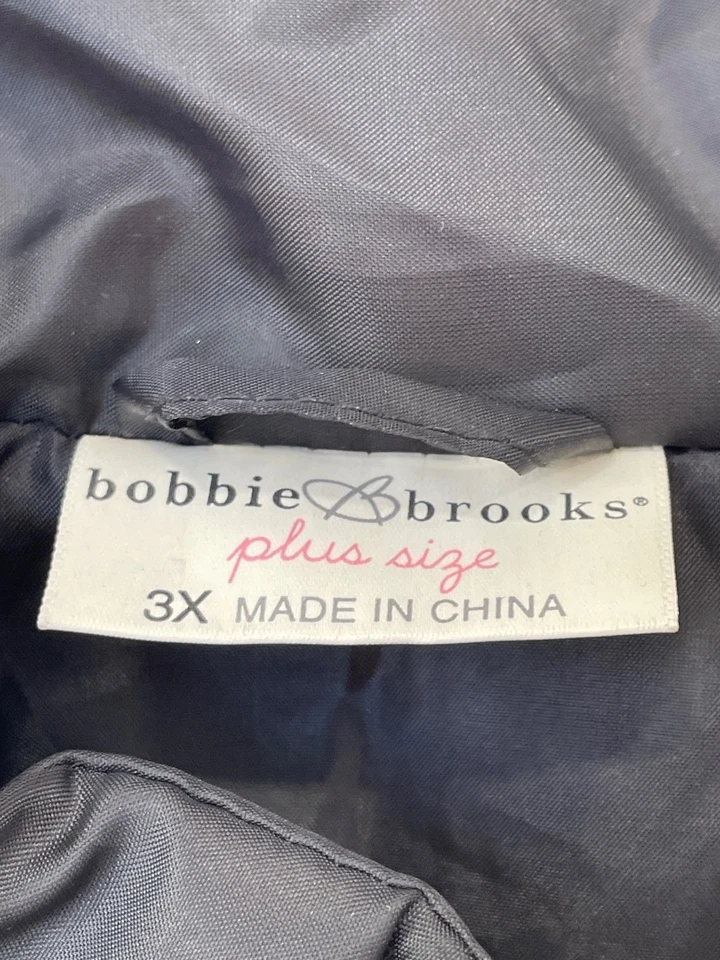 bobbie B brooks®
plus size
3X MADE IN CHINA